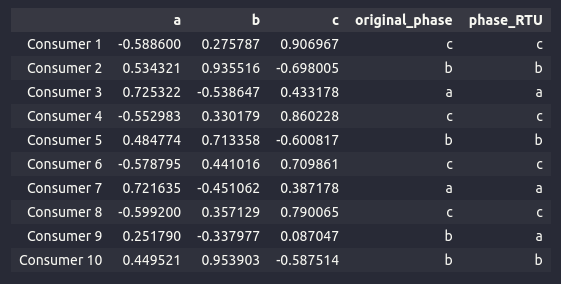 a b c original_phase phase_RTU
Consumer 1 -0.588600 0.275787 0.906967 c c
Consumer 2 0.534321 0.935516 -0.698005 b b
Consumer 3 0.725322 -0.538647 0.433178 a a
Consumer 4 -0.552983 0.330179 0.860228 c c
Consumer 5 0.484774 0.713358 -0.600817 b b
Consumer 6 -0.578795 0.441016 0.709861 c c
Consumer 7 0.721635 -0.451062 0.387178 a a
Consumer 8 -0.599200 0.357129 0.790065 c c
Consumer 9 0.251790 -0.337977 0.087047 b a
Consumer 10 0.449521 0.953903 -0.587514 b b